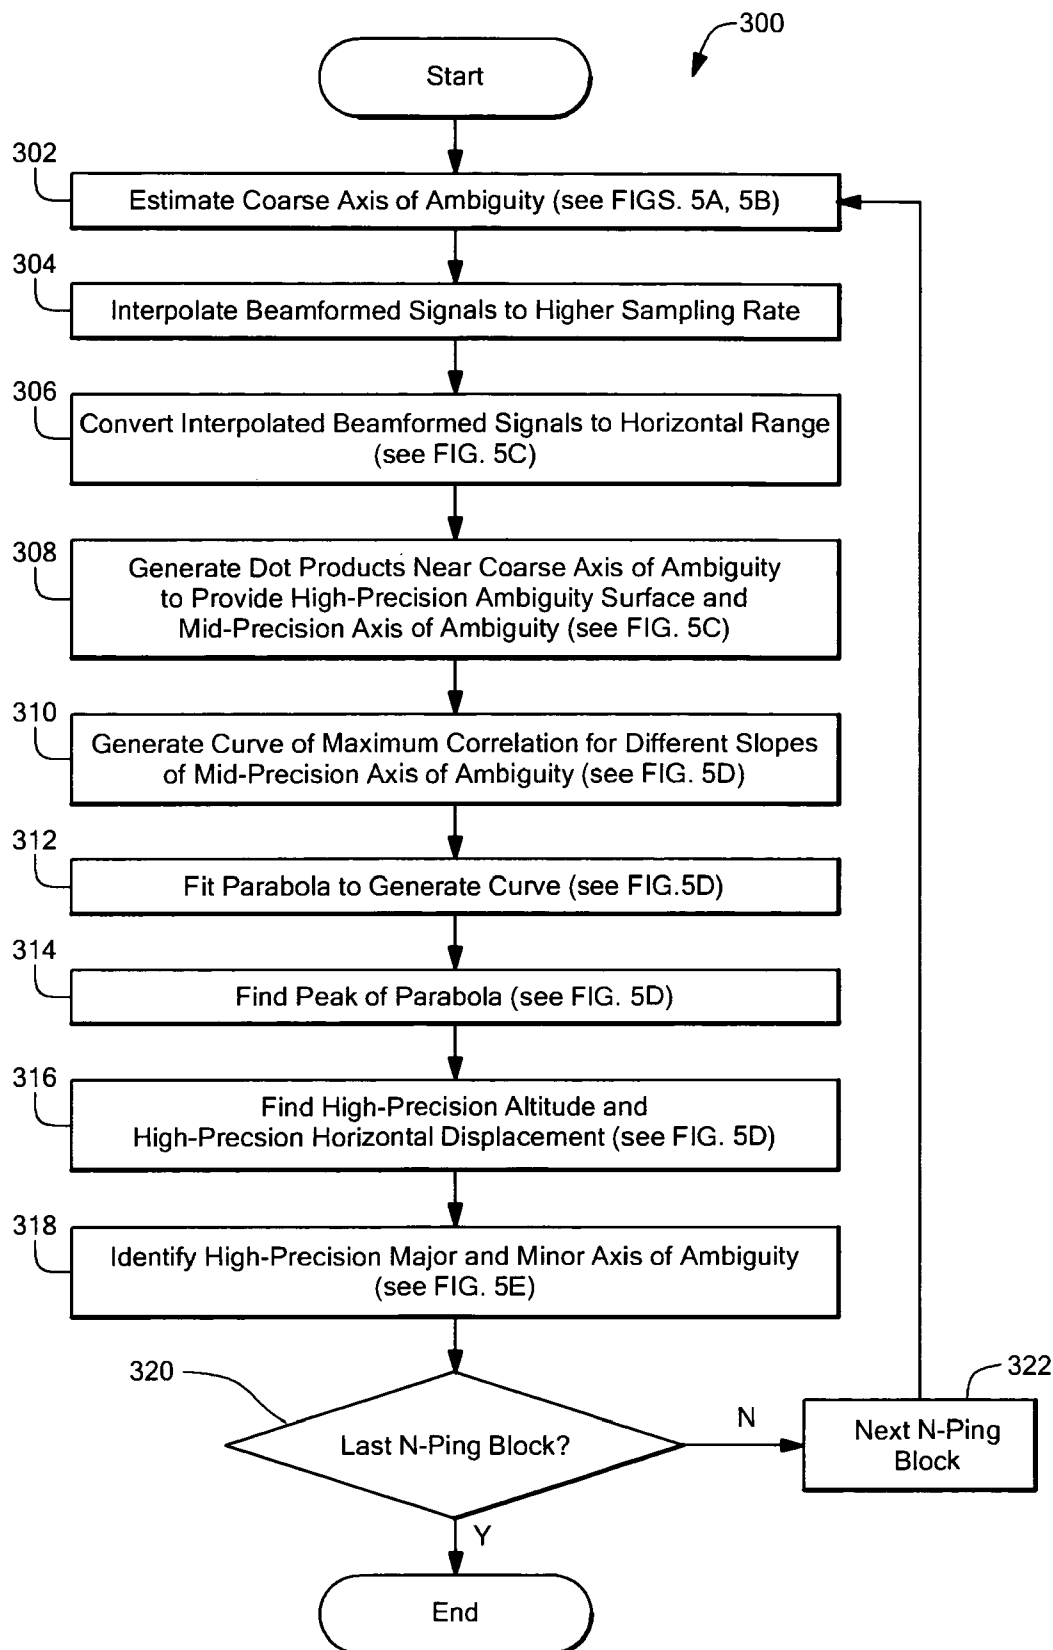 300
Start
302
Estimate Coarse Axis of Ambiguity (see FIGS. 5A, 5B)
304
Interpolate Beamformed Signals to Higher Sampling Rate
306
Convert Interpolated Beamformed Signals to Horizontal Range
(see FIG. 5C)
308
Generate Dot Products Near Coarse Axis of Ambiguity
to Provide High-Precision Ambiguity Surface and
Mid-Precision Axis of Ambiguity (see FIG. 5C)
310
Generate Curve of Maximum Correlation for Different Slopes
of Mid-Precision Axis of Ambiguity (see FIG. 5D)
312
Fit Parabola to Generate Curve (see FIG.5D)
314
Find Peak of Parabola (see FIG. 5D)
316
Find High-Precision Altitude and
High-Precsion Horizontal Displacement (see FIG. 5D)
318
Identify High-Precision Major and Minor Axis of Ambiguity
(see FIG. 5E)
320
Last N-Ping Block?
N
322
Next N-Ping
Block
Y
End